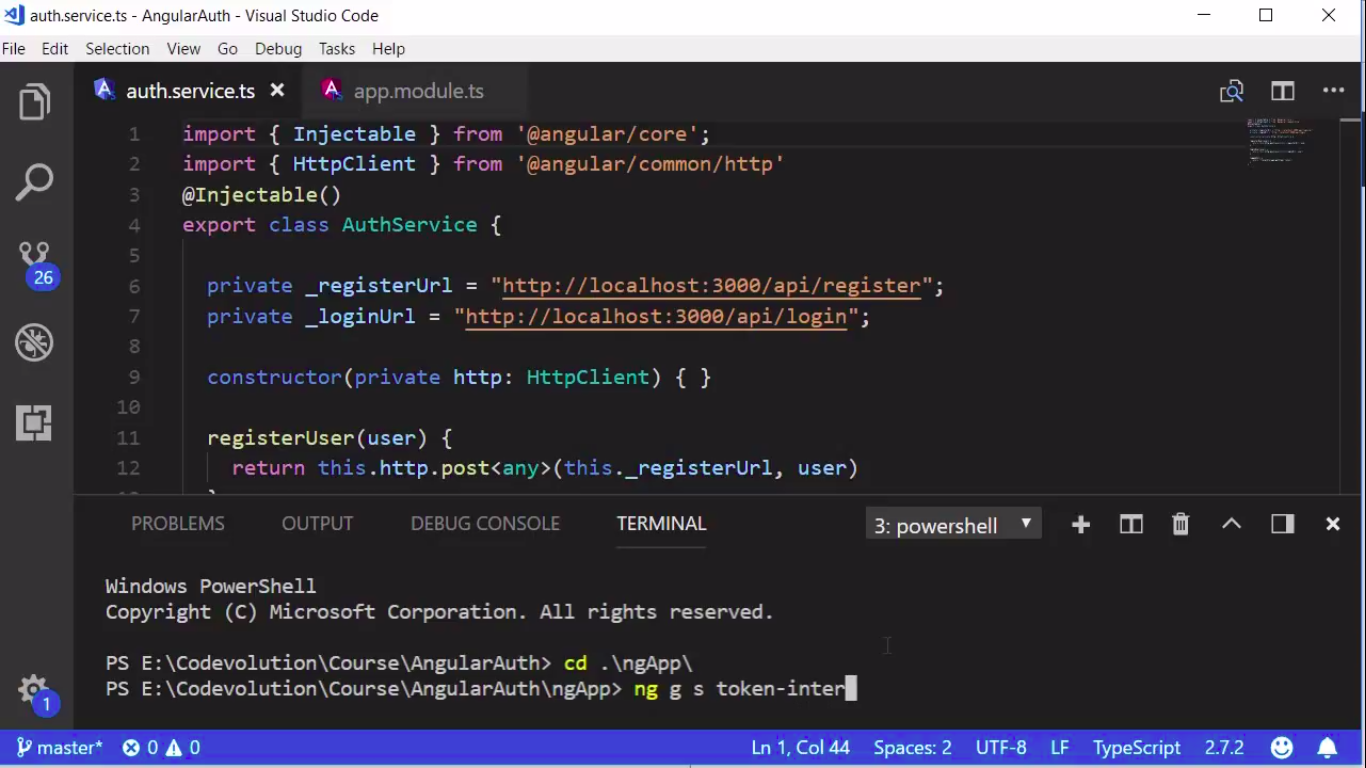 auth.service.ts - AngularAuth - Visual Studio Code
File Edit Selection View Go Debug Tasks Help
auth.service.ts app.module.ts
1 import { Injectable } from '@angular/core';
2 import { HttpClient } from '@angular/common/http'
3 @Injectable()
4 export class AuthService {
5
6 private _registerUrl = "http://localhost:3000/api/register";
7 private _loginUrl = "http://localhost:3000/api/login";
8
9 constructor(private http: HttpClient) { }
10
11 registerUser(user) {
12 return this.http.post<any>(this._registerUrl, user)
26
PROBLEMS OUTPUT DEBUG CONSOLE TERMINAL 3: powershell
Windows PowerShell
Copyright (C) Microsoft Corporation. All rights reserved.
PS E:\Codevolution\Course\AngularAuth> cd .\ngApp\
PS E:\Codevolution\Course\AngularAuth\ngApp> ng g s token-inter
1
master* 0 0 Ln 1, Col 44 Spaces: 2 UTF-8 LF TypeScript 2.7.2